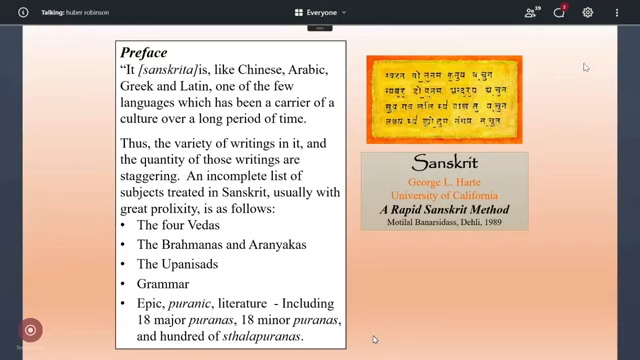 Talking: huber robinson
Everyone
39
2
Preface
"It [sanskrita]is, like Chinese, Arabic,
Greek and Latin, one of the few
languages which has been a carrier of a
culture over a long period of time.
Thus, the variety of writings in it, and
the quantity of those writings are
staggering. An incomplete list of
subjects treated in Sanskrit, usually with
great prolixity, is as follows:
• The four Vedas
• The Brahmanas and Aranyakas
• The Upanisads
• Grammar
• Epic, puranic, literature - Including
18 major puranas, 18 minor puranas,
and hundred of sthalapuranas.
Sanskrit
George L. Harte
University of California
A Rapid Sanskrit Method
Motilal Banarsidass, Dehli, 1989